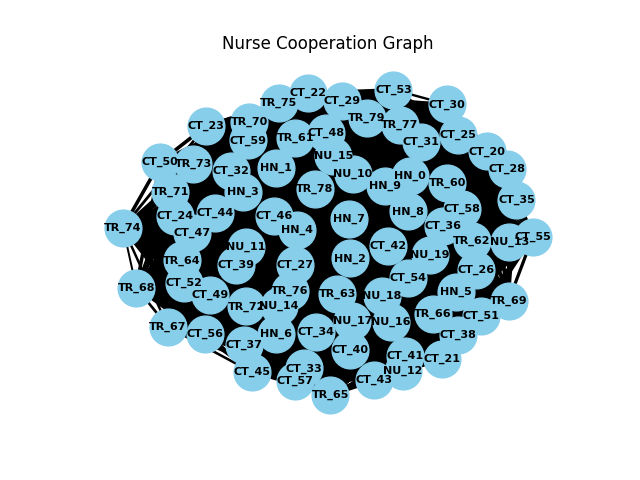 Nurse Cooperation Graph
CT_53
CT_22
CT_29
TR_75
CT_30
TR_79
TR_70
TR_77
CT_23
CT_48
CT_25
TR_61
CT_59
CT_31
CT_20
NU_15
CT_50
TR_73
HN_1
CT_28
CT_32
NU_10
HN_0
TR_60
HN_9
TR_78
TR_71
HN_3
CT_35
CT_58
CT_44
HN_8
CT_24
CT_46
HN_7
CT_36
TR_74
HN_4
CT_47
CT_55
TR_62
NU_13
CT_42
NU_11
NU_19
HN_2
TR_64
CT_39
CT_27
CT_26
CT_54
CT_52
TR_68
TR_76
HN_5
TR_63
CT_49
NU_18
TR_69
TR_72
NU_14
TR_66
CT_51
NU_17
NU_16
TR_67
CT_34
CT_56
HN_6
CT_38
CT_37
CT_40
CT_41
CT_21
CT_33
NU_12
CT_45
CT_43
CT_57
TR_65